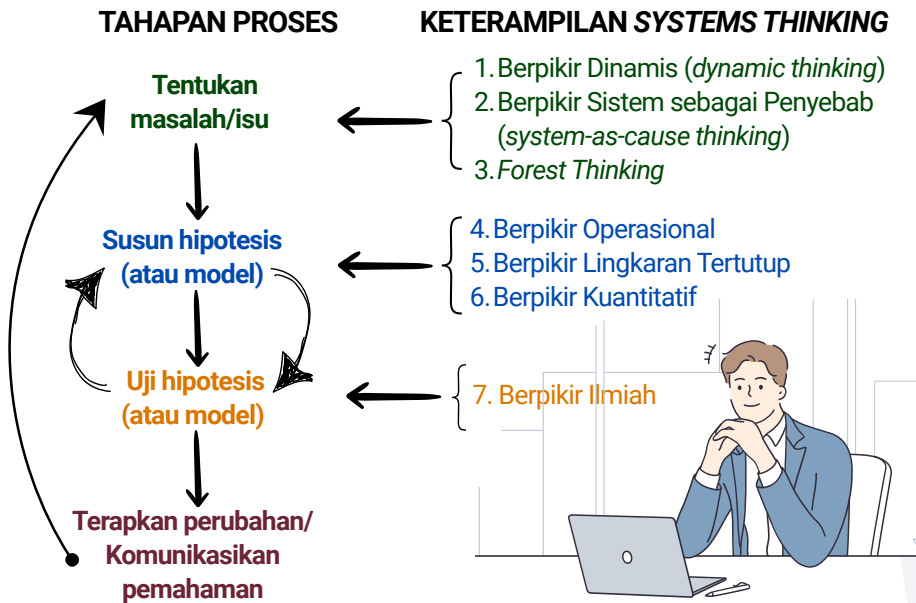 TAHAPAN PROSES
KETERAMPILAN SYSTEMS THINKING
Tentukan
masalah/isu
1. Berpikir Dinamis (dynamic thinking)
2. Berpikir Sistem sebagai Penyebab
(system-as-cause thinking)
3. Forest Thinking
Susun hipotesis
(atau model)
4. Berpikir Operasional
5. Berpikir Lingkaran Tertutup
6. Berpikir Kuantitatif
Uji hipotesis
(atau model)
7. Berpikir Ilmiah
Terapkan perubahan/
Komunikasikan
pemahaman